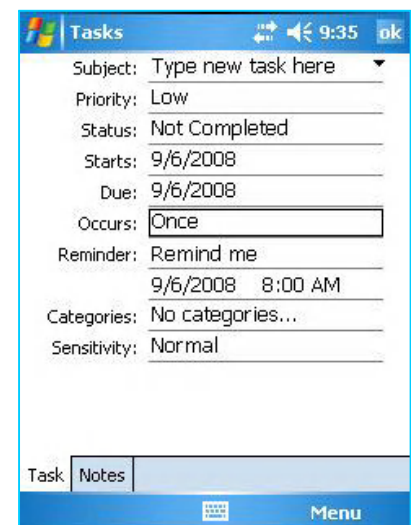 Tasks 9:35 ok
Subject: Type new task here
Priority: Low
Status: Not Completed
Starts: 9/6/2008
Due: 9/6/2008
Occurs: Once
Reminder: Remind me
9/6/2008 8:00 AM
Categories: No categories...
Sensitivity: Normal
Task Notes
Menu